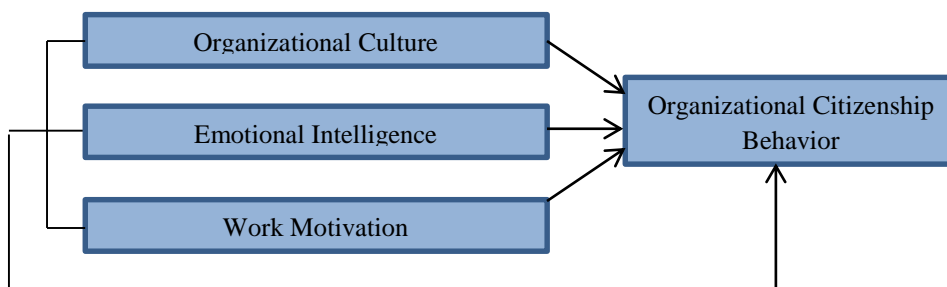 Organizational Culture
Emotional Intelligence
Work Motivation
Organizational Citizenship
Behavior